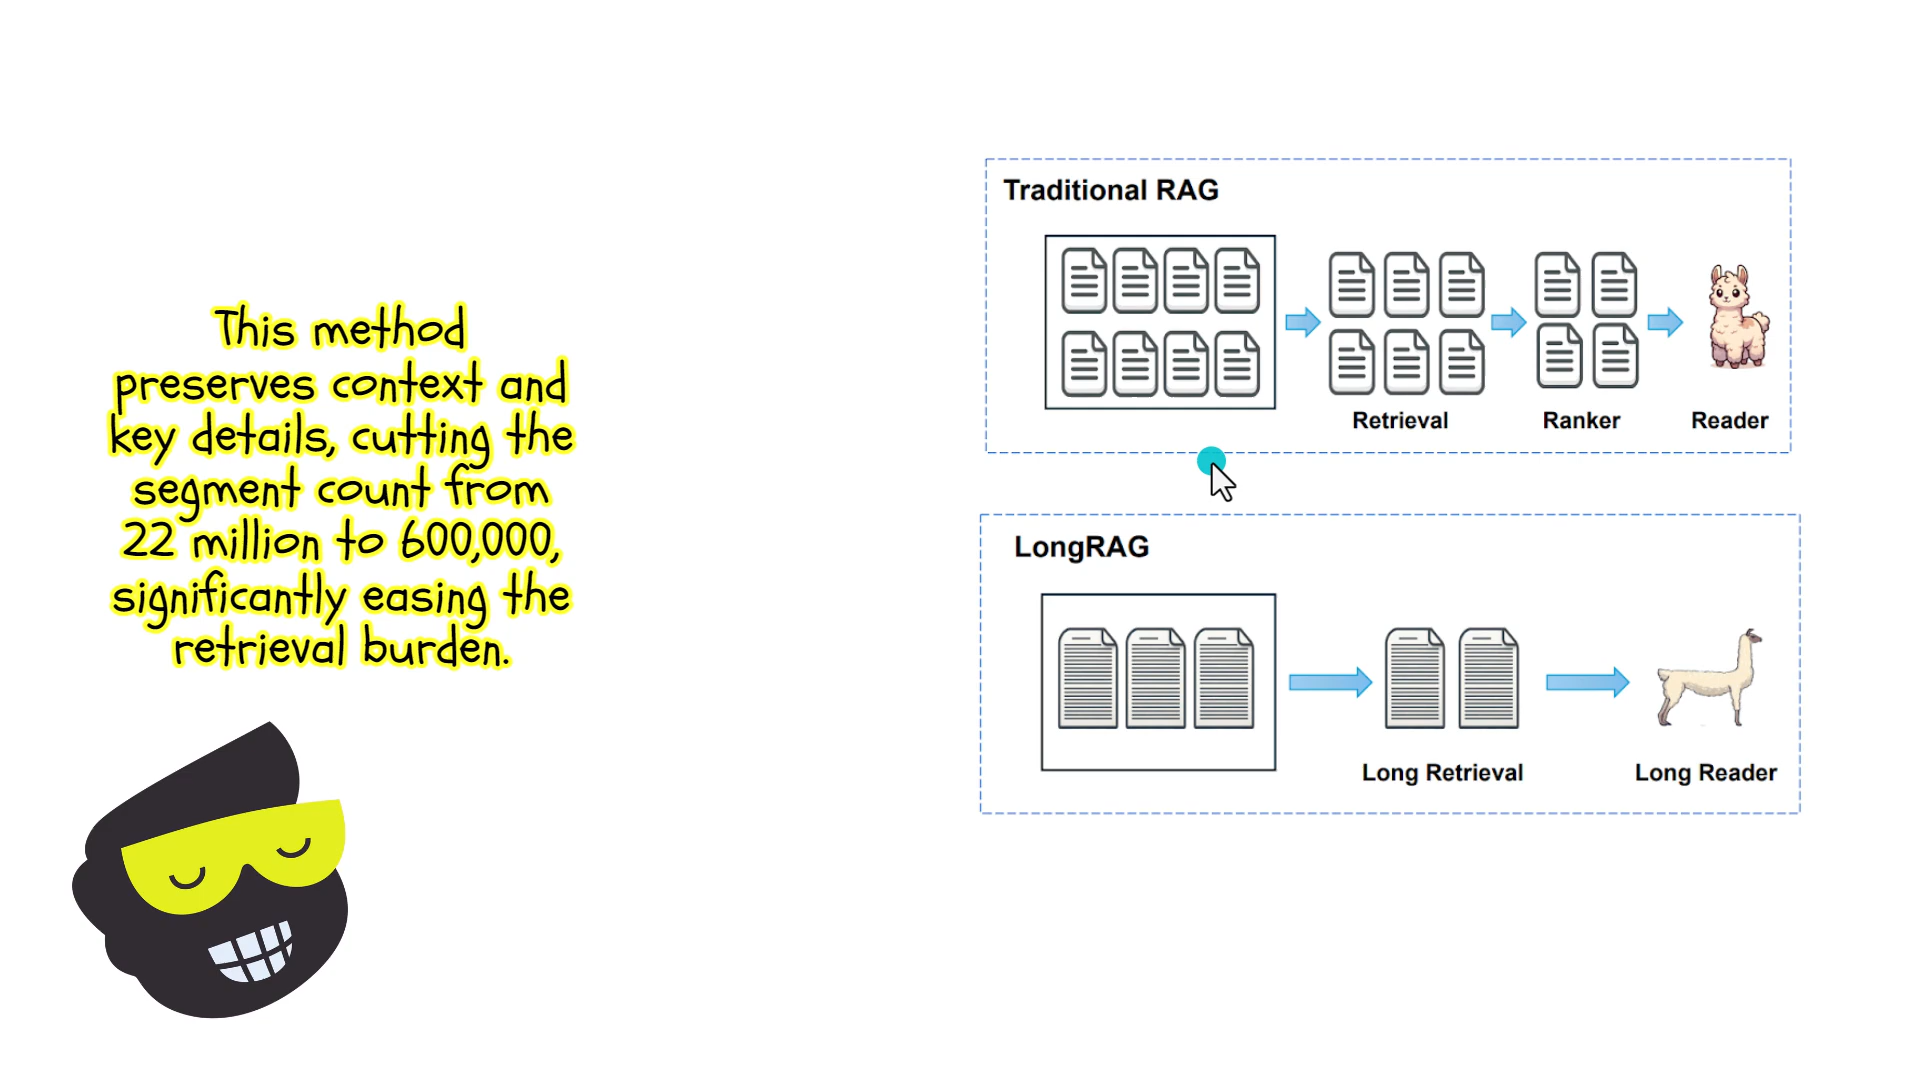 This method
preserves context and
key details, cutting the
segment count from
22 million to 600,000,
significantly easing the
retrieval burden.
Traditional RAG
Retrieval
Ranker
Reader
LongRAG
Long Retrieval
Long Reader